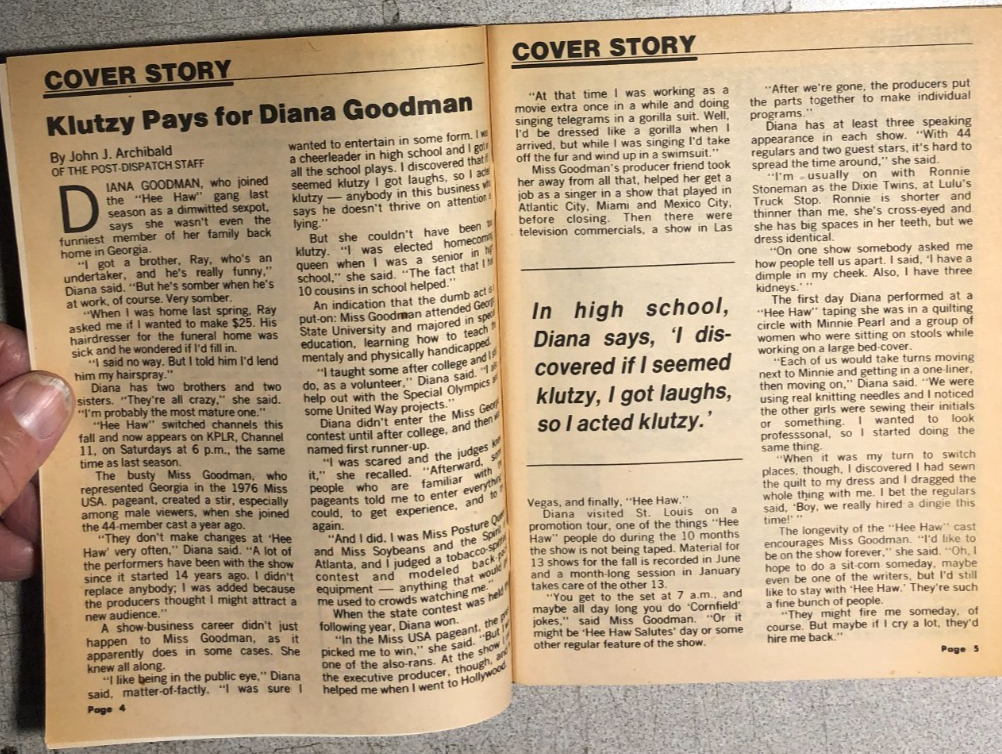 COVER STORY
Klutzy Pays for Diana Goodman
By John J. Archibald
OF THE POST-DISPATCH STAFF
DIANA GOODMAN, who joined
the "Hee Haw" gang last
season as a dimwitted sexpot,
says she wasn't even the
funniest member of her family back
home in Georgia.
"I got a brother, Ray, who's an
undertaker, and he's really funny,"
Diana said. "But he's somber when he's
at work, of course. Very somber.
"When I was home last spring, Ray
asked me if I wanted to make $25. His
hairdresser for the funeral home was
sick and he wondered if I'd fill in.
"I said no way. But I told him I'd lend
him my hairspray."
Diana has two brothers and two
sisters. "They're all crazy," she said.
"I'm probably the most mature one."
"Hee Haw" switched channels this
fall and now appears on KPLR, Channel
11, on Saturdays at 6 p.m., the same
time as last season.
The busty Miss Goodman, who
represented Georgia in the 1976 Miss
USA pageant, created a stir, especially
among male viewers, when she joined
the 44-member cast a year ago.
"They don't make changes at 'Hee
Haw' very often," Diana said. "A lot of
the performers have been with the show
since it started 14 years ago. I didn't
replace anybody; I was added because
the producers thought I might attract a
new audience."
A show-business career didn't just
happen to Miss Goodman, as it
apparently does in some cases. She
knew all along.
"I like being in the public eye," Diana
said, matter-of-factly. "I was sure I
Page 4
wanted to entertain in some form. I
a cheerleader in high school and I got
all the school plays. I discovered that
seemed klutzy I got laughs, so I
klutzy — anybody in this business
says he doesn't thrive on attention
lying."
But she couldn't have been
klutzy. "I was elected homecoming
queen when I was a senior in
school," she said. "The fact that I
10 cousins in school helped."
An indication that the dumb act
put-on: Miss Goodman attended
State University and majored in
education, learning how to teach
mentally and physically handicapped.
"I taught some after college and I
do, as a volunteer," Diana said. "I
help out with the Special Olympics
some United Way projects."
Diana didn't enter the Miss
contest until after college, and then
named first runner-up.
"I was scared and the judges
it," she recalled. "Afterward,
people who are familiar with
pageants told me to enter
could, to get experience, and to
again.
"And I did. I was Miss Posture
and Miss Soybeans and the Spirit
Atlanta, and I judged a
contest and modeled
equipment — anything that would
me used to crowds watching me."
When the state contest was held
following year, Diana won.
"In the Miss USA pageant, the
picked me to win," she said. "But I
one of the also-rans. At the show
the executive producer, though,
helped me when I went to Hollywood.
COVER STORY
"At that time I was working as a
movie extra once in a while and doing
singing telegrams in a gorilla suit. Well,
I'd be dressed like a gorilla when I
arrived, but while I was singing I'd take
off the fur and wind up in a swimsuit."
Miss Goodman's producer friend took
her away from all that, helped her get a
job as a singer in a show that played in
Atlantic City, Miami and Mexico City,
before closing. Then there were
television commercials, a show in Las
In high school,
Diana says, 'I dis-
covered if I seemed
klutzy, I got laughs,
so I acted klutzy.'
Vegas, and finally, "Hee Haw."
Diana visited St. Louis on a
promotion tour, one of the things "Hee
Haw" people do during the 10 months
the show is not being taped. Material for
13 shows for the fall is recorded in June
and a month-long session in January
takes care of the other 13.
"You get to the set at 7 a.m., and
maybe all day long you do 'Cornfield'
jokes," said Miss Goodman. "Or it
might be 'Hee Haw Salutes' day or some
other regular feature of the show.
"After we're gone, the producers put
the parts together to make individual
programs."
Diana has at least three speaking
appearance in each show. "With 44
regulars and two guest stars, it's hard to
spread the time around," she said.
"I'm usually on with Ronnie
Stoneman as the Dixie Twins, at Lulu's
Truck Stop. Ronnie is shorter and
thinner than me, she's cross-eyed and
she has big spaces in her teeth, but we
dress identical.
"On one show somebody asked me
how people tell us apart. I said, 'I have a
dimple in my cheek. Also, I have three
kidneys.' "
The first day Diana performed at a
"Hee Haw" taping she was in a quilting
circle with Minnie Pearl and a group of
women who were sitting on stools while
working on a large bed-cover.
"Each of us would take turns moving
next to Minnie and getting in a one-liner,
then moving on," Diana said. "We were
using real knitting needles and I noticed
the other girls were sewing their initials
or something. I wanted to look
professsonal, so I started doing the
same thing.
"When it was my turn to switch
places, though, I discovered I had sewn
the quilt to my dress and I dragged the
whole thing with me. I bet the regulars
said, 'Boy, we really hired a dingie this
time!' "
The longevity of the "Hee Haw" cast
encourages Miss Goodman. "I'd like to
be on the show forever," she said. "Oh, I
hope to do a sit-com someday, maybe
even be one of the writers, but I'd still
like to stay with 'Hee Haw.' They're such
a fine bunch of people.
"They might fire me someday, of
course. But maybe if I cry a lot, they'd
hire me back."
Page 5